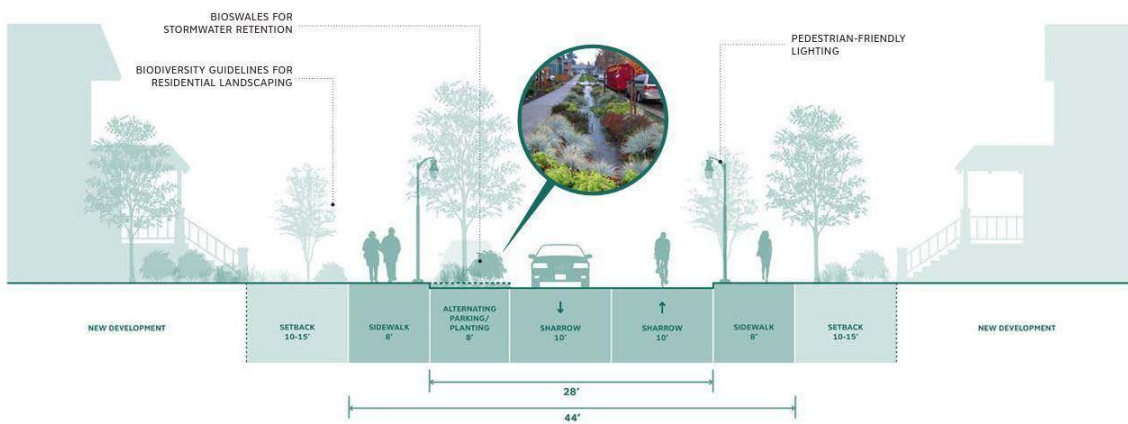 BIOSWALES FOR
STORMWATER RETENTION
BIODIVERSITY GUIDELINES FOR
RESIDENTIAL LANDSCAPING
PEDESTRIAN-FRIENDLY
LIGHTING
NEW DEVELOPMENT
SETBACK
10-15’
SIDEWALK
8’
ALTERNATING
PARKING/
PLANTING
8’
SHARROW
10’
SHARROW
10’
SIDEWALK
8’
SETBACK
10-15’
NEW DEVELOPMENT
28’
44’